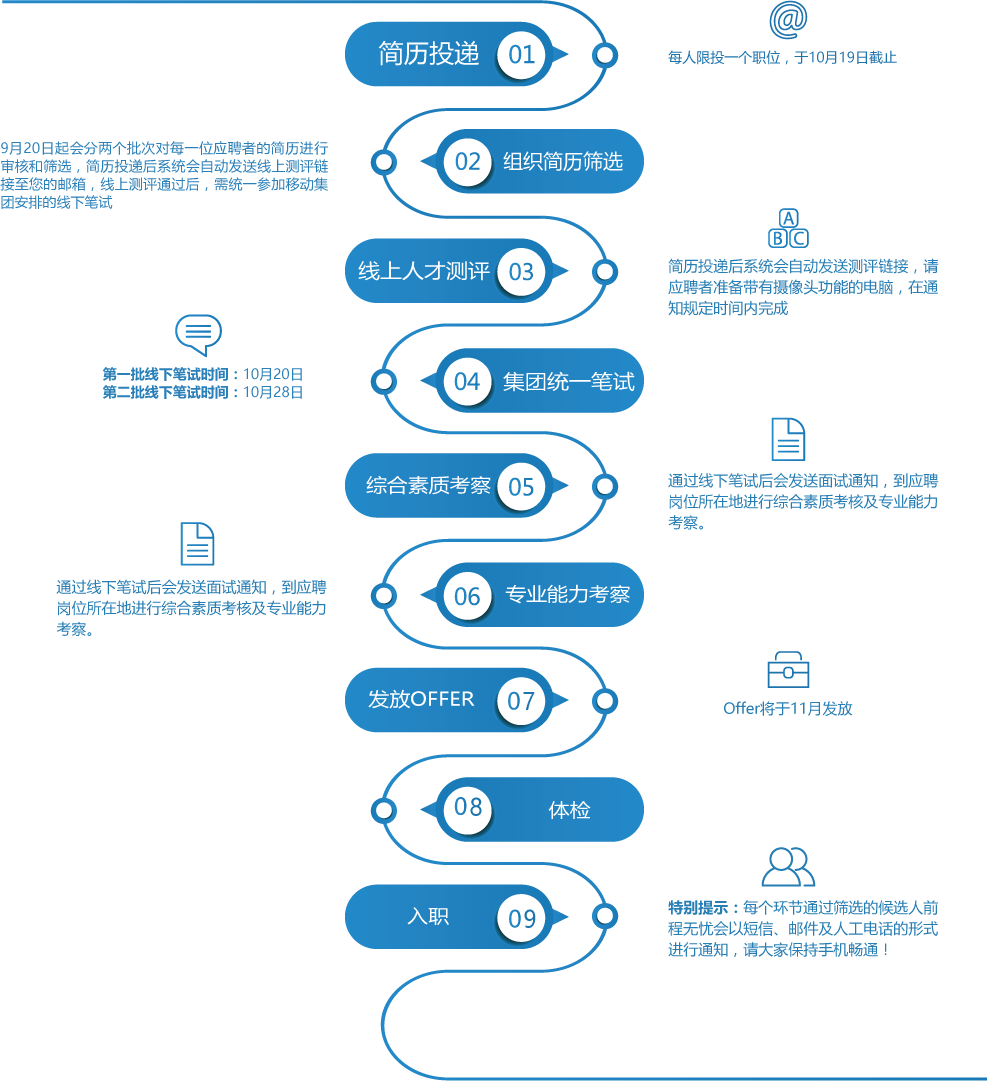 简历投递 01
每人限投一个职位，于10月19日截止
9月20日起会分两个批次对每一位应聘者的简历进行
审核和筛选，简历投递后系统会自动发送线上测评链
接至您的邮箱，线上测评通过后，需统一参加移动集
团安排的线下笔试
02 组织简历筛选
线上人才测评 03
A
B C
简历投递后系统会自动发送测评链接，请
应聘者准备带有摄像头功能的电脑，在通
知规定时间内完成
第一批线下笔试时间：10月20日
第二批线下笔试时间：10月28日
04 集团统一笔试
综合素质考察 05
通过线下笔试后会发送面试通知，到应聘
岗位所在地进行综合素质考核及专业能力
考察。
通过线下笔试后会发送面试通知，到应聘
岗位所在地进行综合素质考核及专业能力
考察。
06 专业能力考察
发放OFFER 07
Offer将于11月发放
08 体检
入职 09
特别提示：每个环节通过筛选的候选人前
程无忧会以短信、邮件及人工电话的形式
进行通知，请大家保持手机畅通！